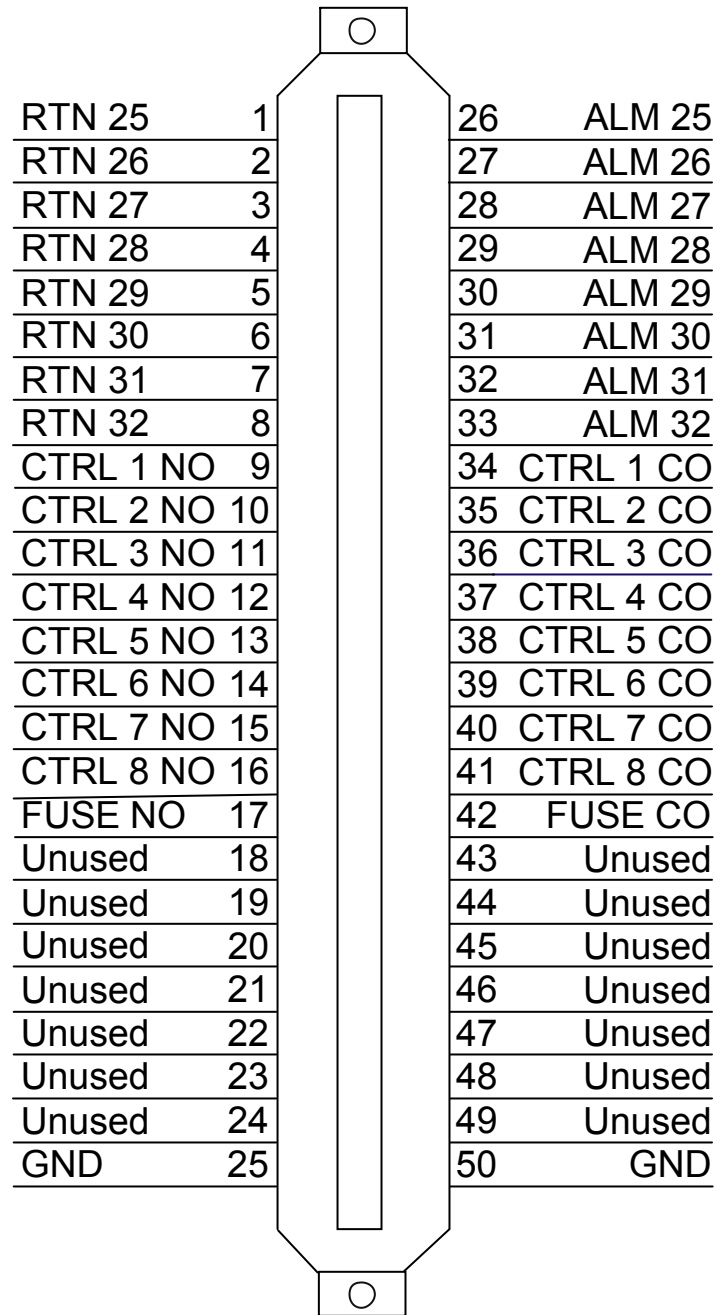 RTN 25 1 26 ALM 25
RTN 26 2 27 ALM 26
RTN 27 3 28 ALM 27
RTN 28 4 29 ALM 28
RTN 29 5 30 ALM 29
RTN 30 6 31 ALM 30
RTN 31 7 32 ALM 31
RTN 32 8 33 ALM 32
CTRL 1 NO 9 34 CTRL 1 CO
CTRL 2 NO 10 35 CTRL 2 CO
CTRL 3 NO 11 36 CTRL 3 CO
CTRL 4 NO 12 37 CTRL 4 CO
CTRL 5 NO 13 38 CTRL 5 CO
CTRL 6 NO 14 39 CTRL 6 CO
CTRL 7 NO 15 40 CTRL 7 CO
CTRL 8 NO 16 41 CTRL 8 CO
FUSE NO 17 42 FUSE CO
Unused 18 43 Unused
Unused 19 44 Unused
Unused 20 45 Unused
Unused 21 46 Unused
Unused 22 47 Unused
Unused 23 48 Unused
Unused 24 49 Unused
GND 25 50 GND